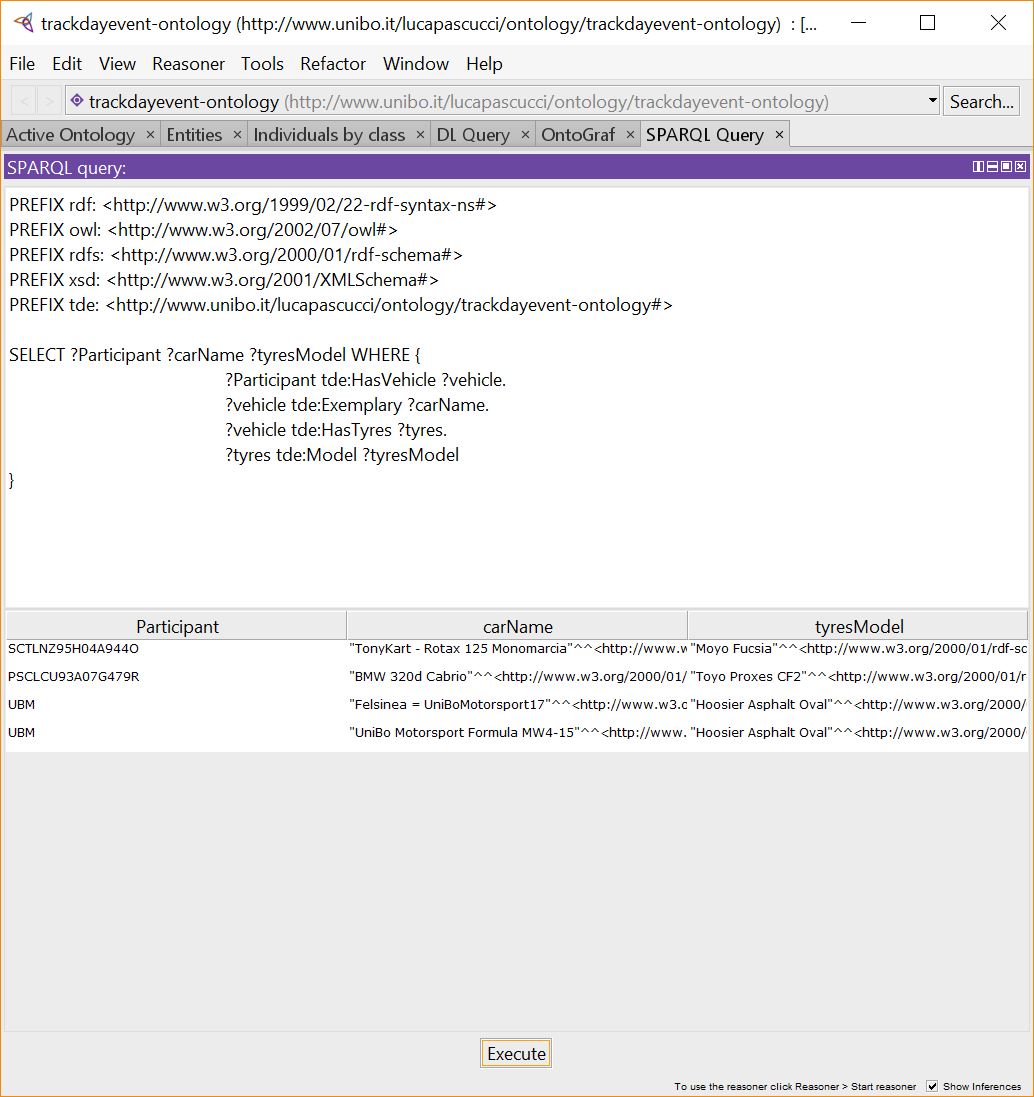 trackdayevent-ontology (http://www.unibo.it/lucapascucci/ontology/trackdayevent-ontology)  : [...
File Edit View Reasoner Tools Refactor Window Help
< > trackdayevent-ontology (http://www.unibo.it/lucapascucci/ontology/trackdayevent-ontology) Search...
Active Ontology × Entities × Individuals by class × DL Query × OntoGraf × SPARQL Query ×
SPARQL query:
PREFIX rdf: <http://www.w3.org/1999/02/22-rdf-syntax-ns#>
PREFIX owl: <http://www.w3.org/2002/07/owl#>
PREFIX rdfs: <http://www.w3.org/2000/01/rdf-schema#>
PREFIX xsd: <http://www.w3.org/2001/XMLSchema#>
PREFIX tde: <http://www.unibo.it/lucapascucci/ontology/trackdayevent-ontology#>
SELECT ?Participant ?carName ?tyresModel WHERE {
?Participant tde:HasVehicle ?vehicle.
?vehicle tde:Exemplary ?carName.
?vehicle tde:HasTyres ?tyres.
?tyres tde:Model ?tyresModel
}
Participant carName tyresModel
SCTLNZ95H04A944O "TonyKart - Rotax 125 Monomarcia"^^<http://www.w "Moyo Fucsia"^^<http://www.w3.org/2000/01/rdf-sc
PSCLCU93A07G479R "BMW 320d Cabrio"^^<http://www.w3.org/2000/01/ "Toyo Proxes CF2"^^<http://www.w3.org/2000/01/r
UBM "Felsinea = UniBoMotorsport17"^^<http://www.w3.o "Hoosier Asphalt Oval"^^<http://www.w3.org/2000/
UBM "UniBo Motorsport Formula MW4-15"^^<http://www. "Hoosier Asphalt Oval"^^<http://www.w3.org/2000/
Execute
To use the reasoner click Reasoner > Start reasoner Show Inferences